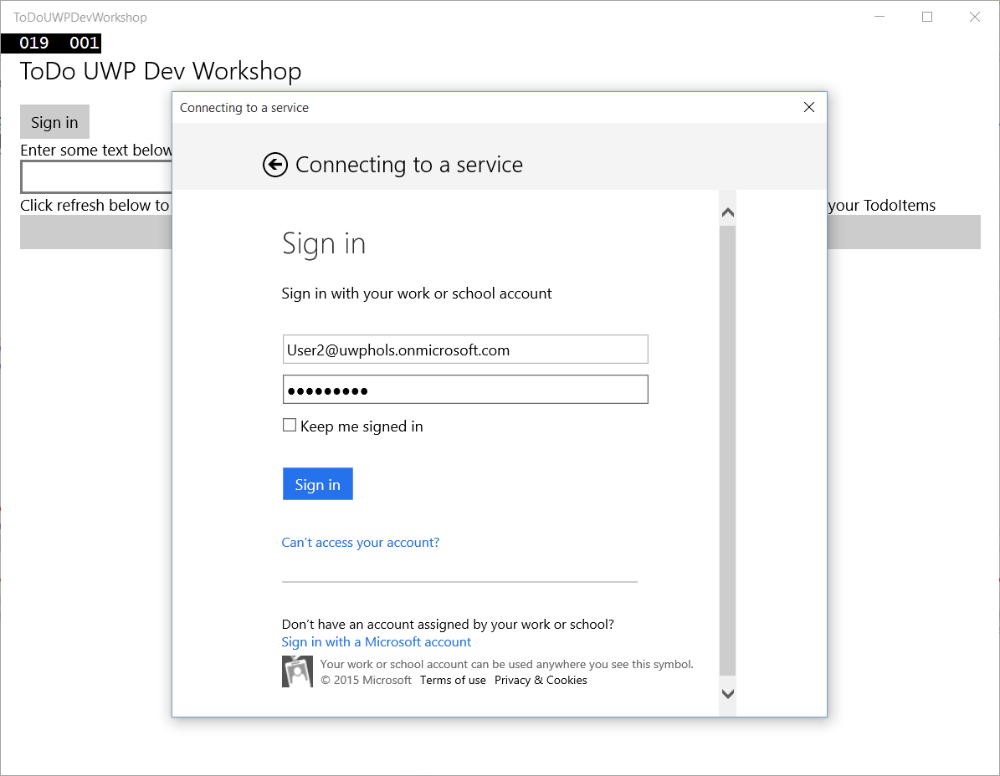 ToDoUWPDevWorkshop
019 001
ToDo UWP Dev Workshop
Sign in
Enter some text below
Click refresh below to
your TodoItems
Connecting to a service
Connecting to a service
Sign in
Sign in with your work or school account
User2@uwphols.onmicrosoft.com
●●●●●●●●●
Keep me signed in
Sign in
Can't access your account?
Don't have an account assigned by your work or school?
Sign in with a Microsoft account
Your work or school account can be used anywhere you see this symbol.
© 2015 Microsoft Terms of use Privacy & Cookies